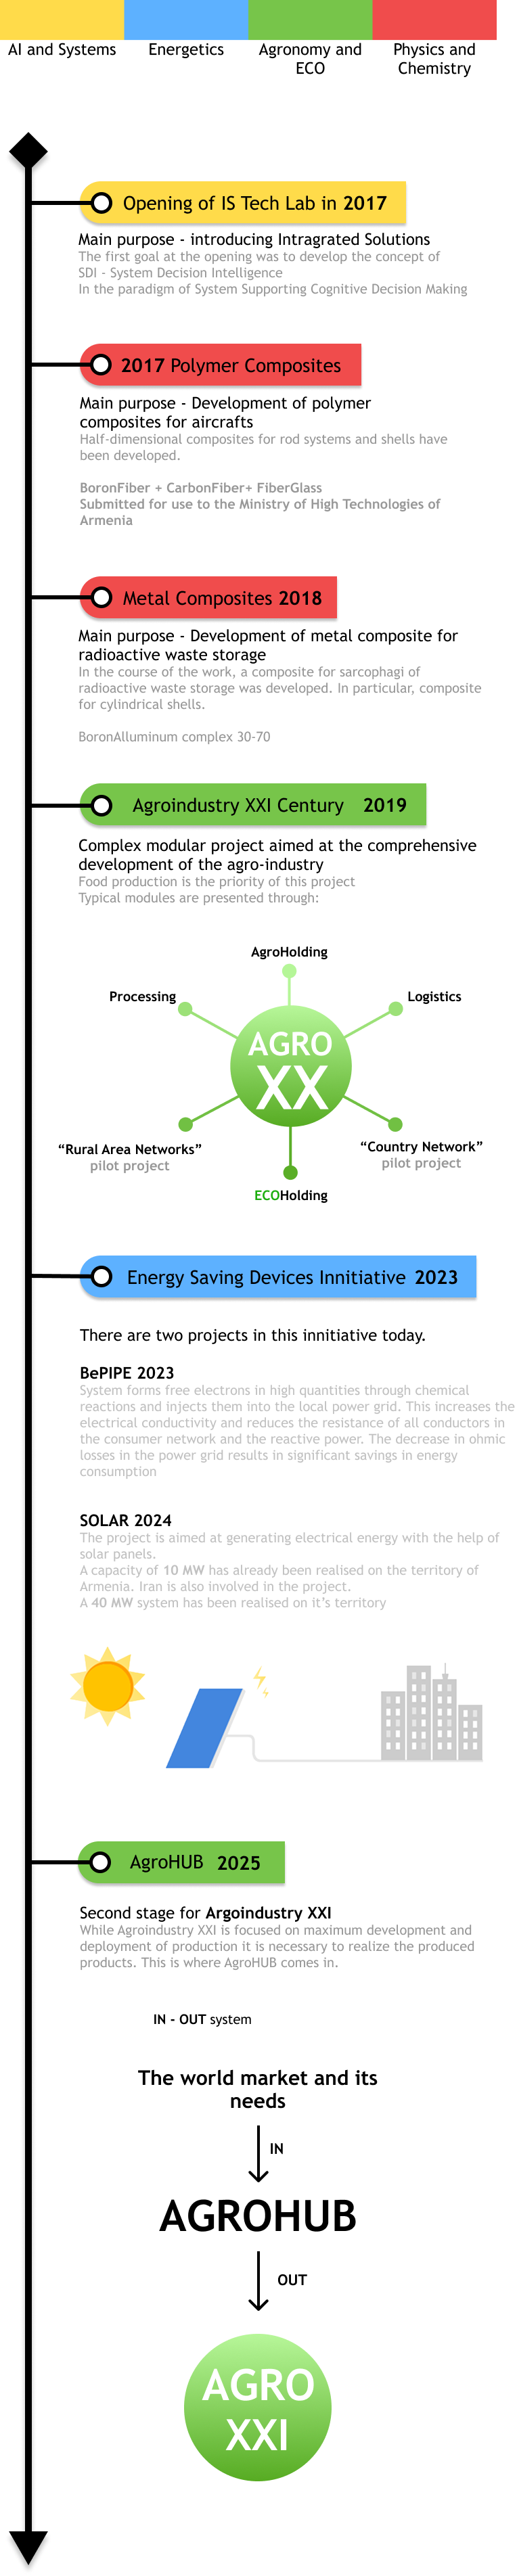 AI and Systems
Energetics
Agronomy and
ECO
Physics and
Chemistry
Opening of IS Tech Lab in 2017
Main purpose - introducing Intragrated Solutions
The first goal at the opening was to develop the concept of
SDI - System Decision Intelligence
In the paradigm of System Supporting Cognitive Decision Making
2017 Polymer Composites
Main purpose - Development of polymer
composites for aircrafts
Half-dimensional composites for rod systems and shells have
been developed.
BoronFiber + CarbonFiber+ FiberGlass
Submitted for use to the Ministry of High Technologies of
Armenia
Metal Composites 2018
Main purpose - Development of metal composite for
radioactive waste storage
In the course of the work, a composite for sarcophagi of
radioactive waste storage was developed. In particular, composite
for cylindrical shells.
BoronAlluminum complex 30-70
Agroindustry XXI Century 2019
Complex modular project aimed at the comprehensive
development of the agro-industry
Food production is the priority of this project
Typical modules are presented through:
AgroHolding
Processing
Logistics
AGRO
XX
“Rural Area Networks”
pilot project
“Country Network”
pilot project
ECOHolding
Energy Saving Devices Innitiative 2023
There are two projects in this innitiative today.
BePIPE 2023
System forms free electrons in high quantities through chemical
reactions and injects them into the local power grid. This increases the
electrical conductivity and reduces the resistance of all conductors in
the consumer network and the reactive power. The decrease in ohmic
losses in the power grid results in significant savings in energy
consumption
SOLAR 2024
The project is aimed at generating electrical energy with the help of
solar panels.
A capacity of 10 MW has already been realised on the territory of
Armenia. Iran is also involved in the project.
A 40 MW system has been realised on it’s territory
AgroHUB 2025
Second stage for Argoindustry XXI
While Agroindustry XXI is focused on maximum development and
deployment of production it is necessary to realize the produced
products. This is where AgroHUB comes in.
IN - OUT system
The world market and its
needs
IN
AGROHUB
OUT
AGRO
XXI